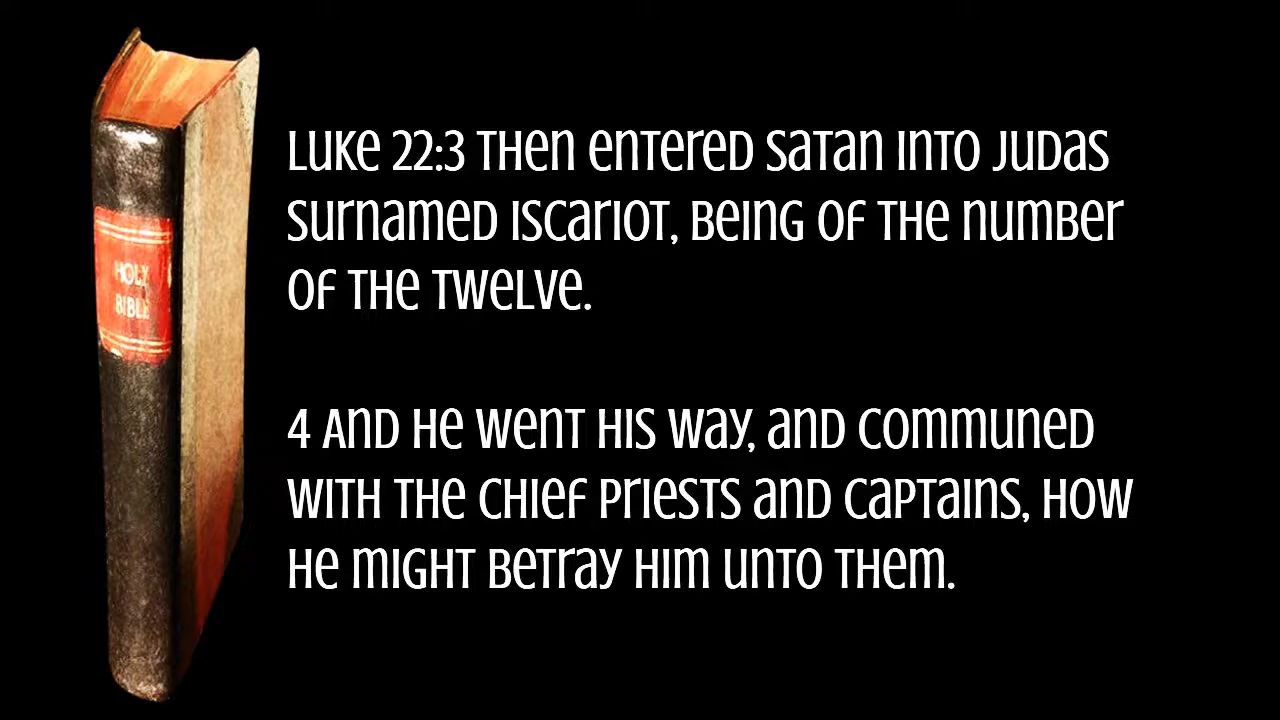 HOLY
BIBLE
Luke 22:3 Then entered Satan into Judas
surnamed Iscariot, being of the number
of the twelve.
4 And he went his way, and communed
with the chief priests and captains, how
he might betray him unto them.